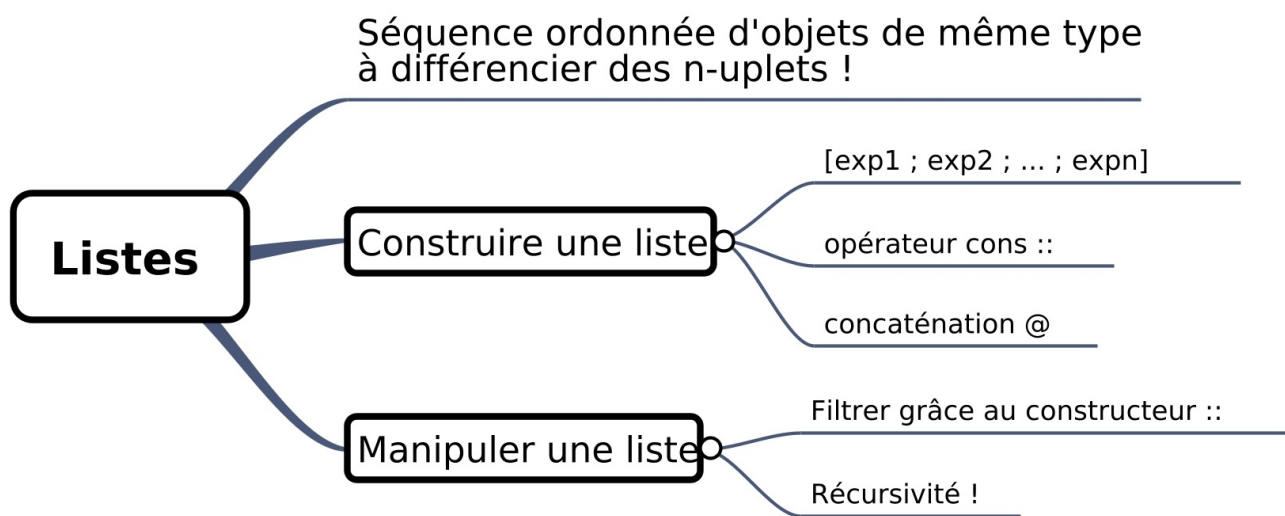 Séquence ordonnée d'objets de même type
à différencier des n-uplets !
Listes
Construire une liste
[exp1 ; exp2 ; ... ; expn]
opérateur cons ::
concaténation @
Manipuler une liste
Filtrer grâce au constructeur ::
Récursivité !